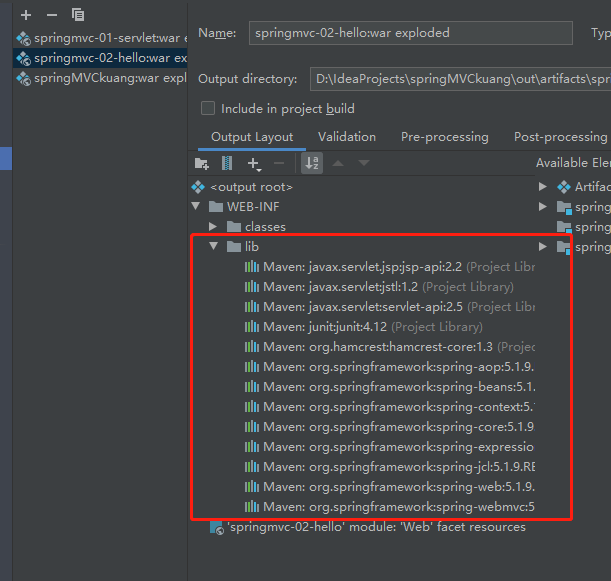 springmvc-01-servlet:war e
springmvc-02-hello:war ex
springMVCkuang:war expl
Name: springmvc-02-hello:war exploded Typ
Output directory: D:\IdeaProjects\springMVCkuang\out\artifacts\spr
Include in project build
Output Layout Validation Pre-processing Post-processing
Available Eler
<output root> Artifac
WEB-INF spring
classes spring
lib spring
Maven: javax.servlet.jsp:jsp-api:2.2 (Project Libr
Maven: javax.servlet:jstl:1.2 (Project Library)
Maven: javax.servlet:servlet-api:2.5 (Project Libr
Maven: junit:junit:4.12 (Project Library)
Maven: org.hamcrest:hamcrest-core:1.3 (Projec
Maven: org.springframework:spring-aop:5.1.9.
Maven: org.springframework:spring-beans:5.1.
Maven: org.springframework:spring-context:5.
Maven: org.springframework:spring-core:5.1.9
Maven: org.springframework:spring-expressio
Maven: org.springframework:spring-jcl:5.1.9.RE
Maven: org.springframework:spring-web:5.1.9.
Maven: org.springframework:spring-webmvc:5
'springmvc-02-hello' module: 'Web' facet resources